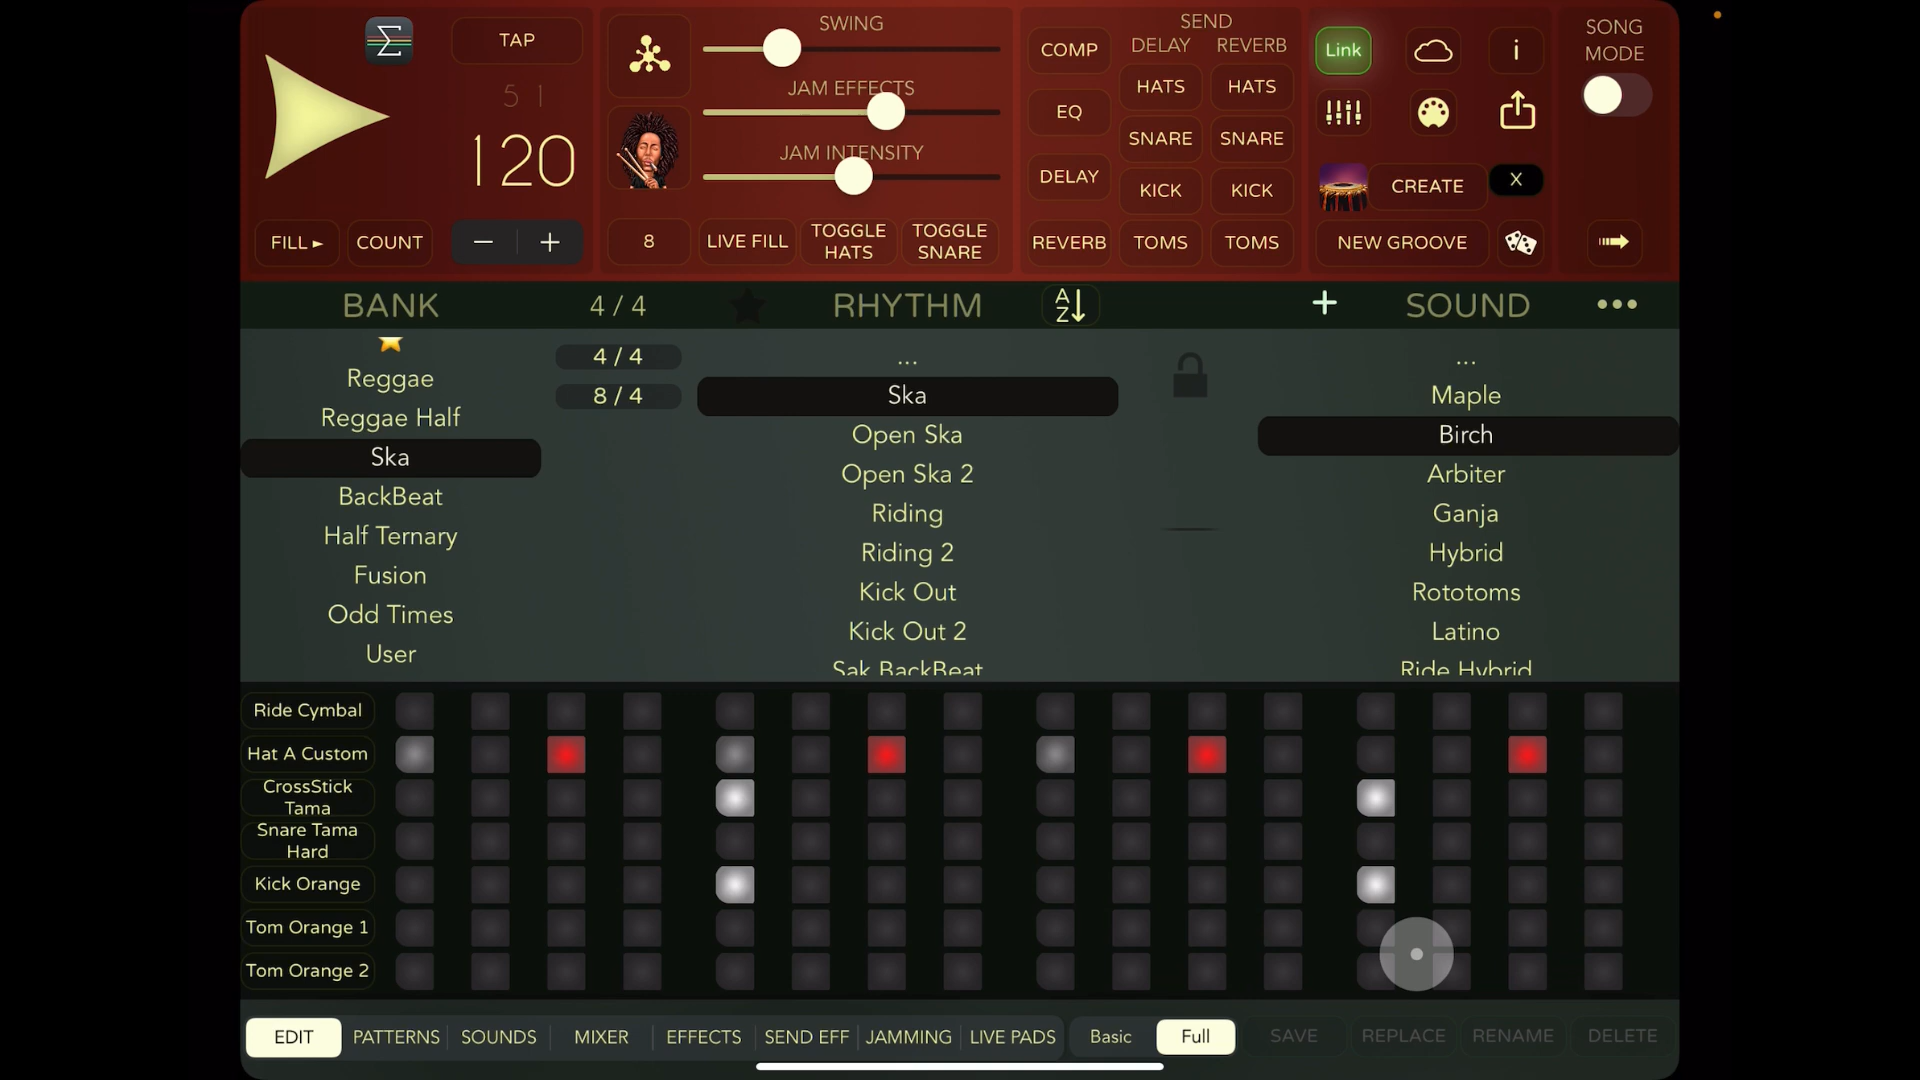 Σ
TAP
5 1
120
FILL ►
COUNT
− +
SWING
JAM EFFECTS
JAM INTENSITY
8
LIVE FILL
TOGGLE
HATS
TOGGLE
SNARE
COMP
EQ
DELAY
REVERB
SEND
DELAY REVERB
HATS HATS
SNARE SNARE
KICK KICK
TOMS TOMS
Link
i
CREATE
X
NEW GROOVE
SONG
MODE
BANK
4 / 4
RHYTHM
A
Z
+
SOUND
•••
Reggae
Reggae Half
Ska
BackBeat
Half Ternary
Fusion
Odd Times
User
4 / 4
8 / 4
...
Ska
Open Ska
Open Ska 2
Riding
Riding 2
Kick Out
Kick Out 2
Sak BackBeat
...
Maple
Birch
Arbiter
Ganja
Hybrid
Rototoms
Latino
Ride Hybrid
Ride Cymbal
Hat A Custom
CrossStick
Tama
Snare Tama
Hard
Kick Orange
Tom Orange 1
Tom Orange 2
EDIT PATTERNS SOUNDS MIXER EFFECTS SEND EFF JAMMING LIVE PADS Basic Full SAVE REPLACE RENAME DELETE